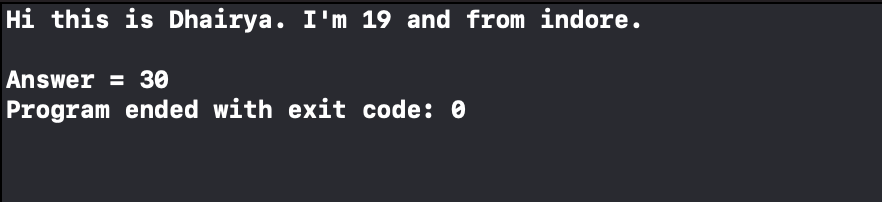 Hi this is Dhairya. I'm 19 and from indore.
Answer = 30
Program ended with exit code: 0